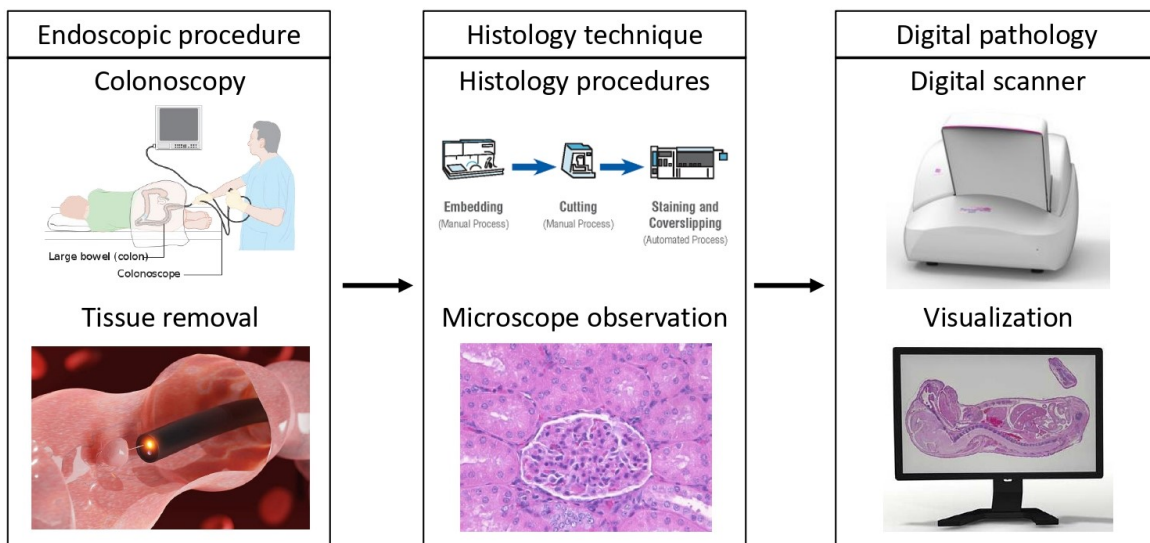 Endoscopic procedure
Colonoscopy
Large bowel (colon)
Colonoscope
Tissue removal
Histology technique
Histology procedures
Embedding
(Manual Process)
Cutting
(Manual Process)
Staining and
Coverslipping
(Automated Process)
Microscope observation
Digital pathology
Digital scanner
Visualization